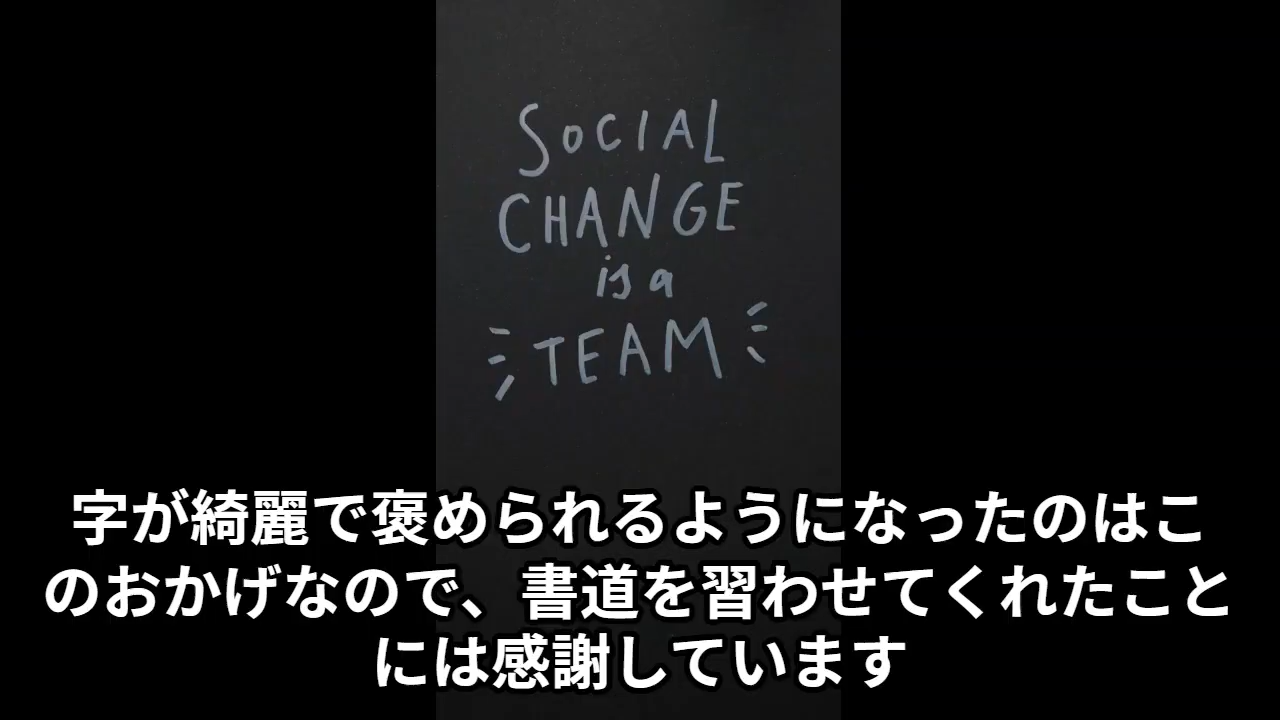 SOCIAL
CHANGE
is a
TEAM
字が綺麗で褒められるようになったのはこ
のおかげなので、書道を習わせてくれたこと
には感謝しています